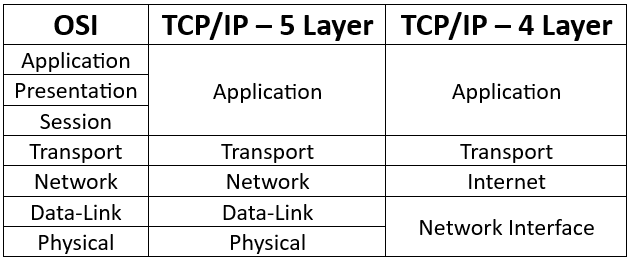 OSI TCP/IP – 5 Layer TCP/IP – 4 Layer
Application
Presentation Application Application
Session
Transport Transport Transport
Network Network Internet
Data-Link Data-Link
Network Interface
Physical Physical